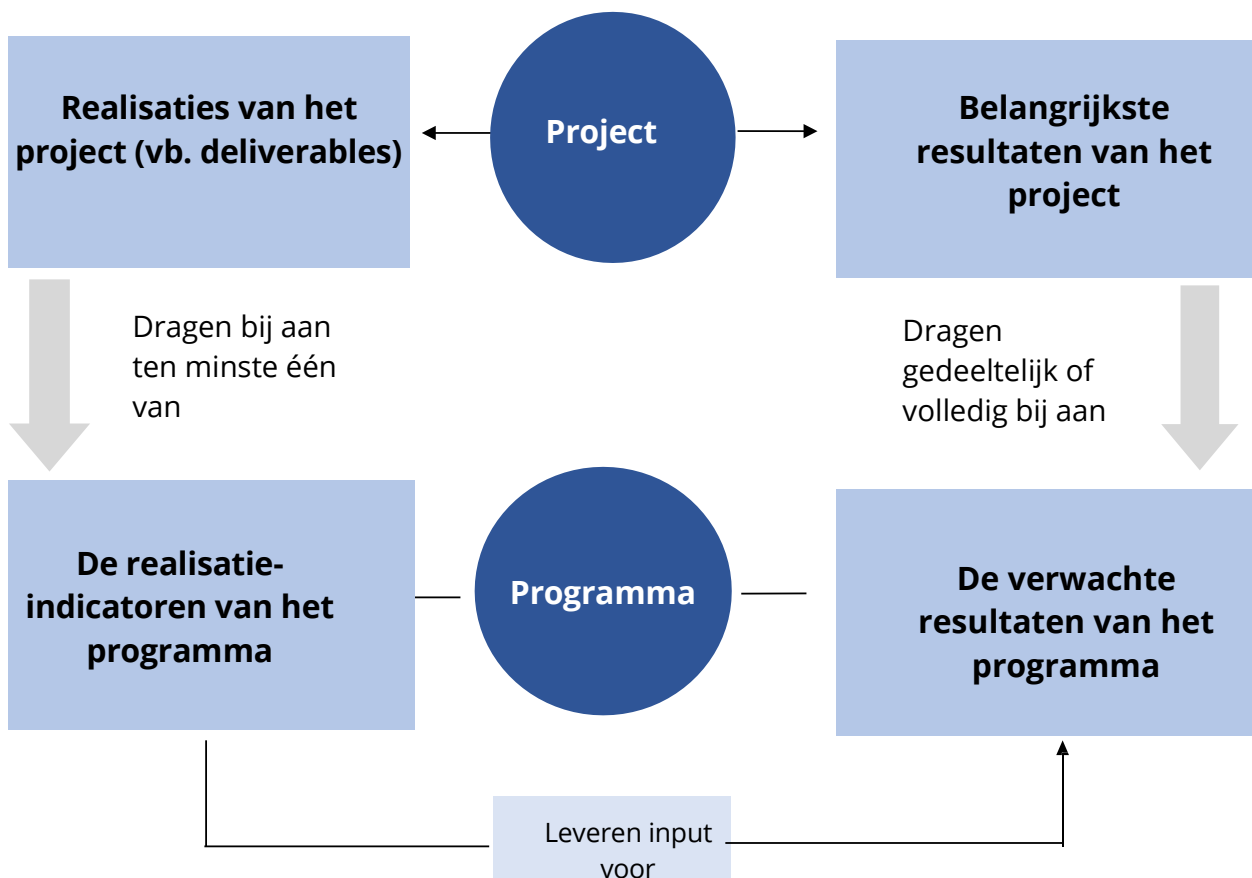 Realisaties van het
project (vb. deliverables)
Project
Belangrijkste
resultaten van het
project
Dragen bij aan
ten minste één
van
Dragen
gedeeltelijk of
volledig bij aan
De realisatie-
indicatoren van het
programma
Programma
De verwachte
resultaten van het
programma
Leveren input
voor